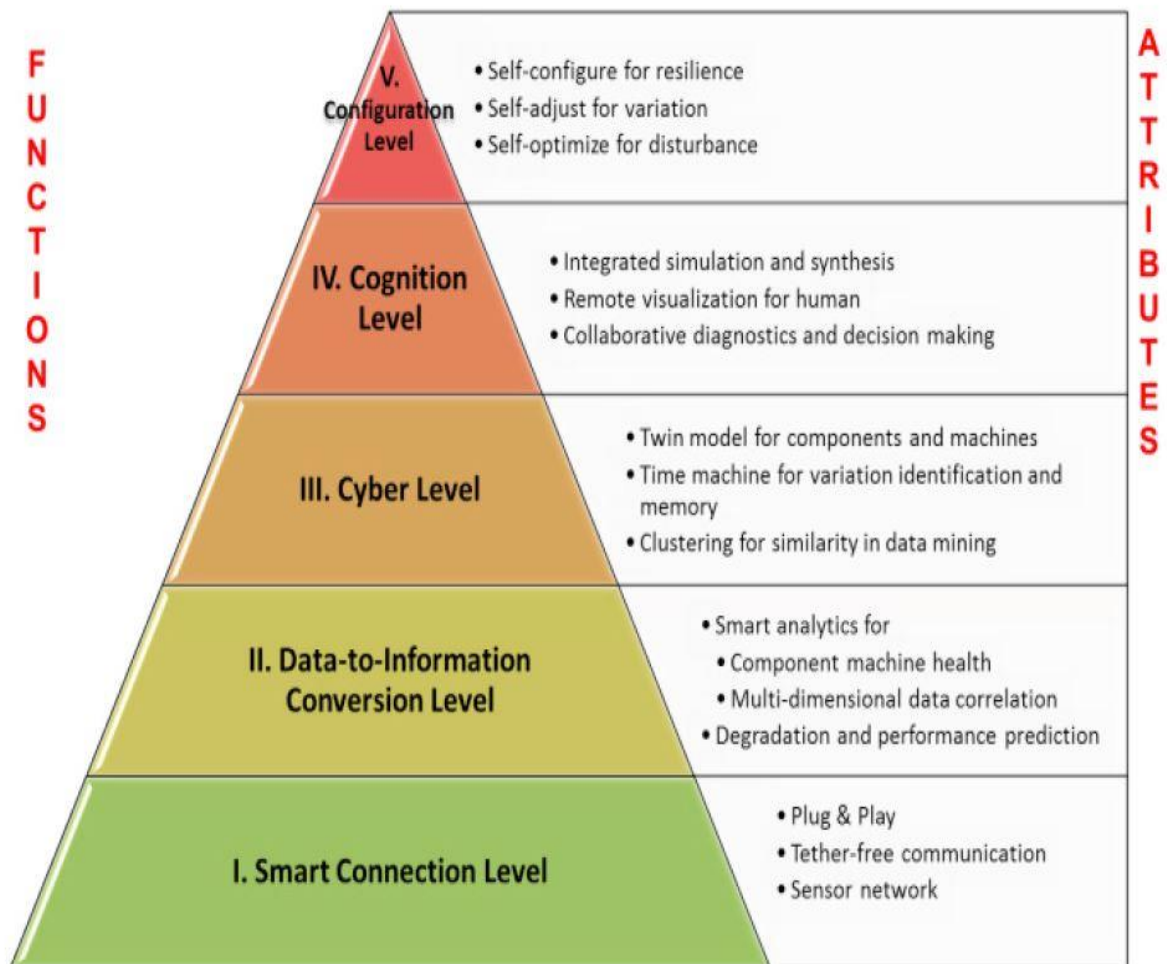 FUNCTIONS
ATTRIBUTES
V.
Configuration
Level
• Self-configure for resilience
• Self-adjust for variation
• Self-optimize for disturbance
IV. Cognition
Level
• Integrated simulation and synthesis
• Remote visualization for human
• Collaborative diagnostics and decision making
III. Cyber Level
• Twin model for components and machines
• Time machine for variation identification and
memory
• Clustering for similarity in data mining
II. Data-to-Information
Conversion Level
• Smart analytics for
• Component machine health
• Multi-dimensional data correlation
• Degradation and performance prediction
I. Smart Connection Level
• Plug & Play
• Tether-free communication
• Sensor network